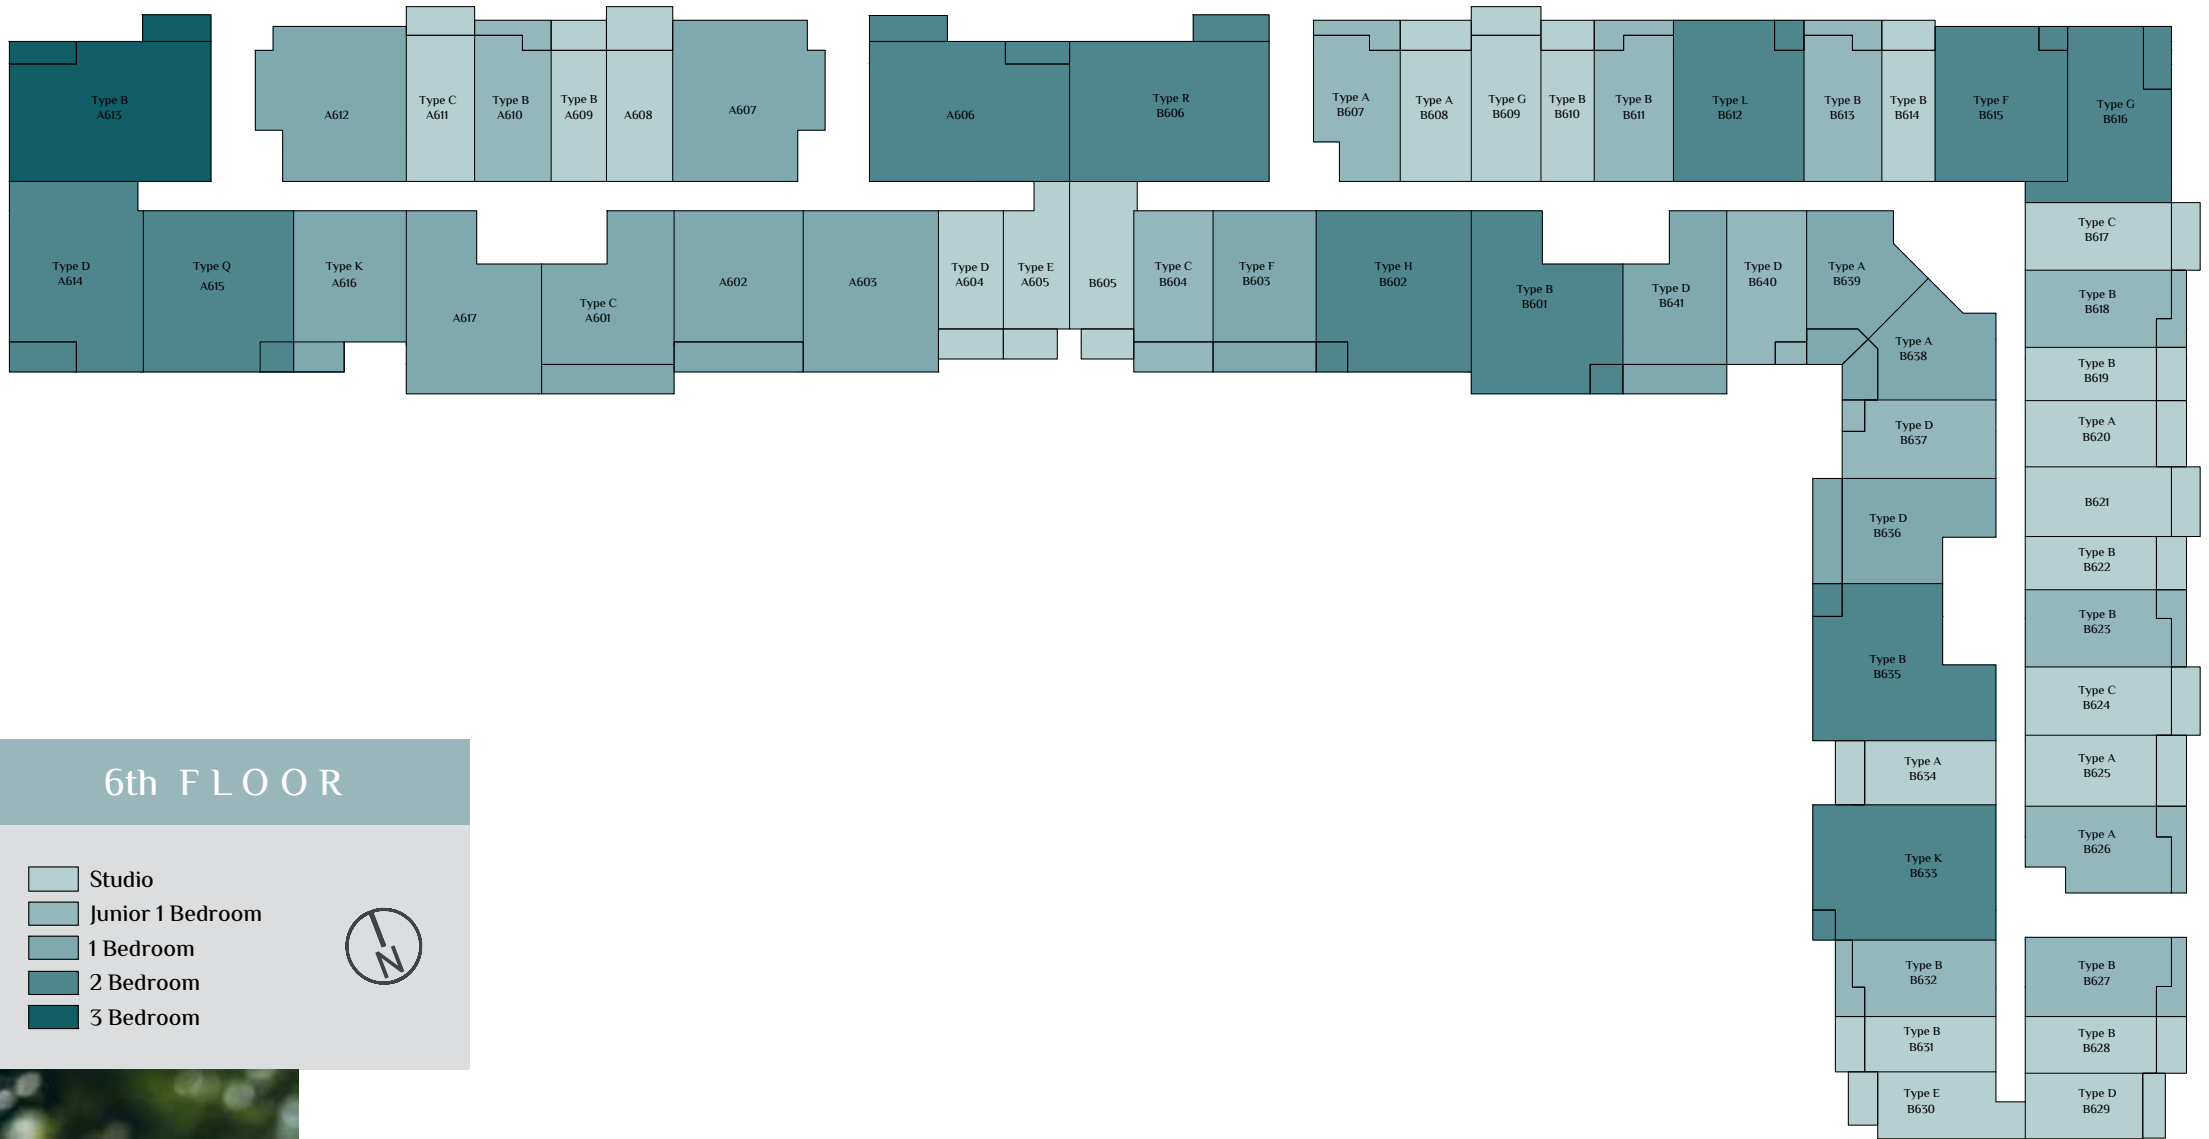 Type B
A613
A612
Type C
A611
Type B
A610
Type B
A609
A608
A607
A606
Type R
B606
Type A
B607
Type A
B608
Type G
B609
Type B
B610
Type B
B611
Type L
B612
Type B
B613
Type B
B614
Type F
B615
Type G
B616
Type D
A614
Type Q
A615
Type K
A616
A617
Type C
A601
A602
A603
Type D
A604
Type E
A605
B605
Type C
B604
Type F
B603
Type H
B602
Type B
B601
Type D
B641
Type D
B640
Type A
B639
Type A
B638
Type D
B637
Type D
B636
Type B
B635
Type A
B634
Type K
B633
Type B
B632
Type B
B631
Type E
B630
Type C
B617
Type B
B618
Type B
B619
Type A
B620
B621
Type B
B622
Type B
B623
Type C
B624
Type A
B625
Type A
B626
Type B
B627
Type B
B628
Type D
B629
6th FLOOR
Studio
Junior 1 Bedroom
1 Bedroom
2 Bedroom
3 Bedroom
N